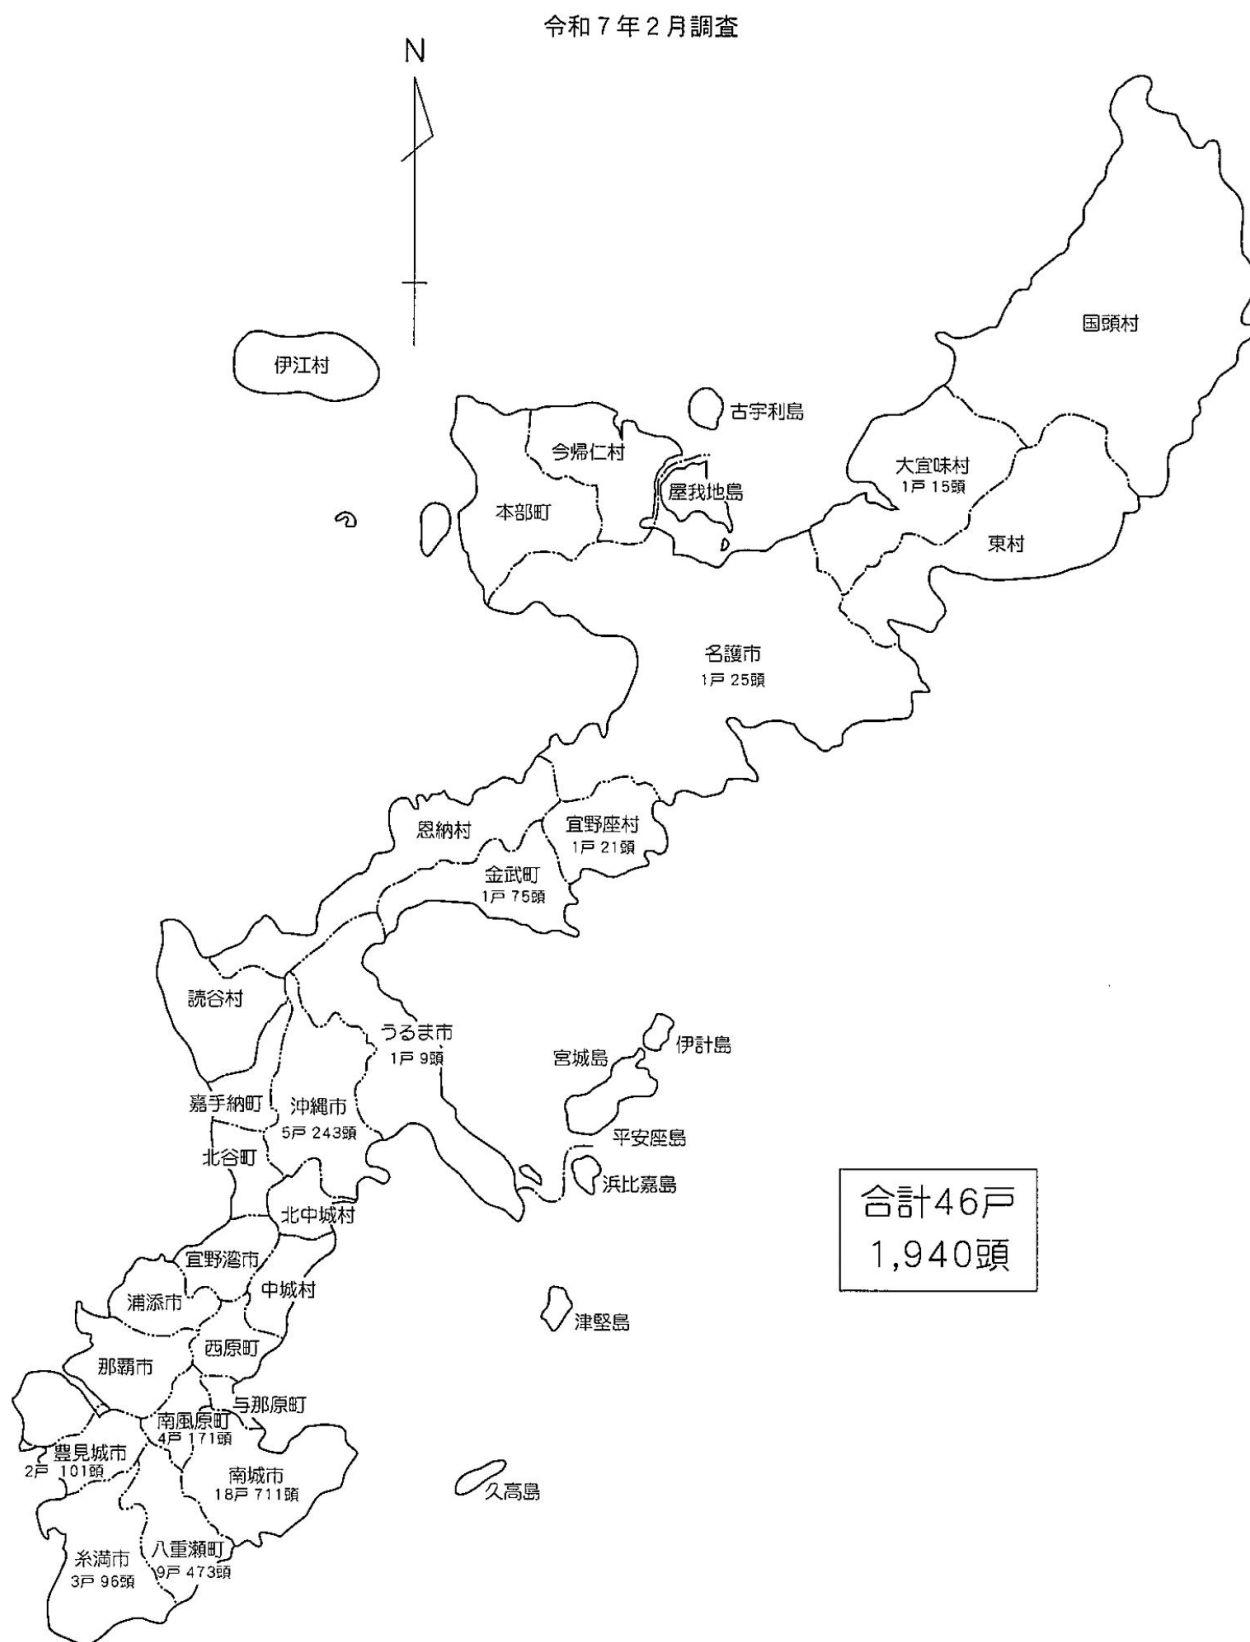 令和7年2月調査
N
国頭村
伊江村
古宇利島
今帰仁村
大宜味村
1戸 15頭
屋我地島
本部町
東村
名護市
1戸 25頭
恩納村
宜野座村
1戸 21頭
金武町
1戸 75頭
読谷村
うるま市
1戸 9頭
伊計島
宮城島
嘉手納町
沖縄市
5戸 243頭
平安座島
北谷町
浜比嘉島
北中城村
合計46戸
1,940頭
宜野湾市
中城村
浦添市
津堅島
西原町
那覇市
与那原町
南風原町
4戸 171頭
豊見城市
2戸 101頭
南城市
18戸 711頭
久高島
八重瀬町
9戸 473頭
糸満市
3戸 96頭